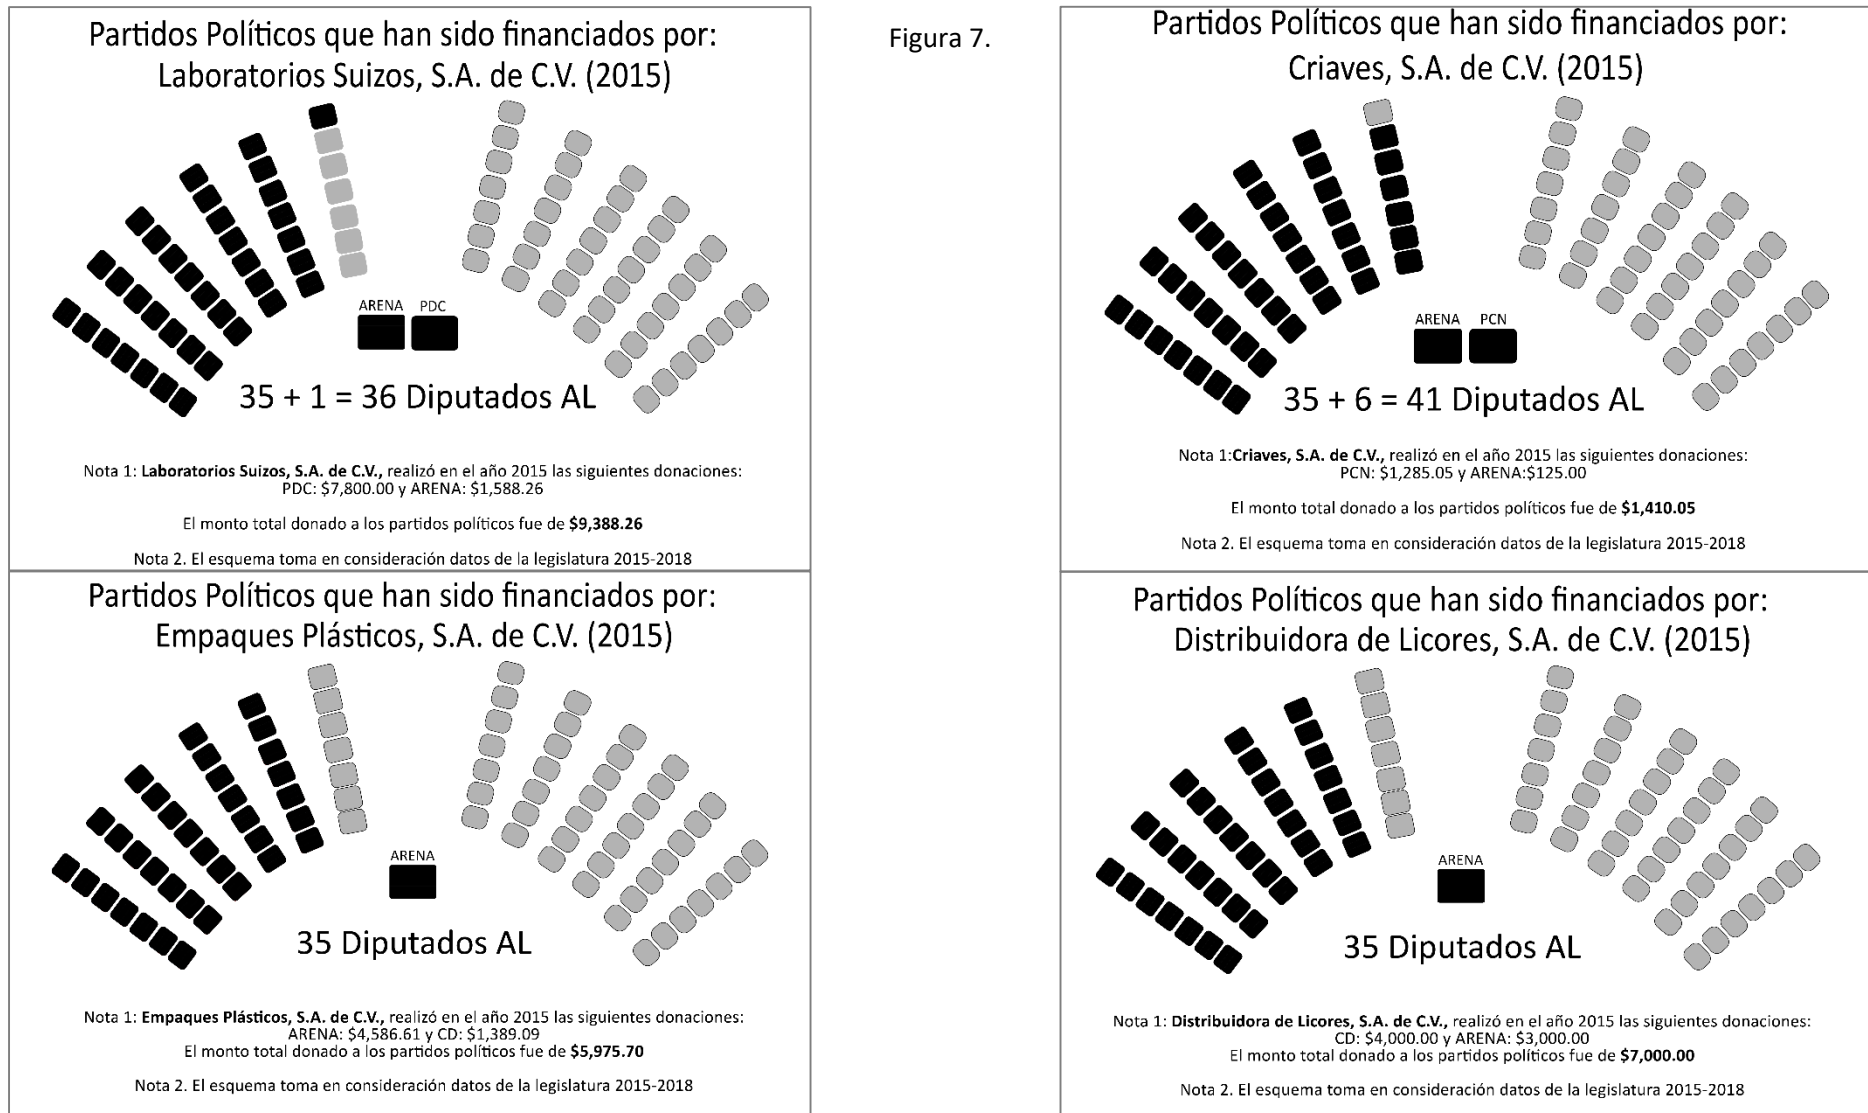 Partidos Políticos que han sido financiados por:
Laboratorios Suizos, S.A. de C.V. (2015)
ARENA PDC
35 + 1 = 36 Diputados AL
Nota 1: Laboratorios Suizos, S.A. de C.V., realizó en el año 2015 las siguientes donaciones:
PDC: $7,800.00 y ARENA: $1,588.26
El monto total donado a los partidos políticos fue de $9,388.26
Nota 2. El esquema toma en consideración datos de la legislatura 2015-2018
Figura 7.
Partidos Políticos que han sido financiados por:
Criaves, S.A. de C.V. (2015)
ARENA PCN
35 + 6 = 41 Diputados AL
Nota 1:Criaves, S.A. de C.V., realizó en el año 2015 las siguientes donaciones:
PCN: $1,285.05 y ARENA:$125.00
El monto total donado a los partidos políticos fue de $1,410.05
Nota 2. El esquema toma en consideración datos de la legislatura 2015-2018
Partidos Políticos que han sido financiados por:
Empaques Plásticos, S.A. de C.V. (2015)
ARENA
35 Diputados AL
Nota 1: Empaques Plásticos, S.A. de C.V., realizó en el año 2015 las siguientes donaciones:
ARENA: $4,586.61 y CD: $1,389.09
El monto total donado a los partidos políticos fue de $5,975.70
Nota 2. El esquema toma en consideración datos de la legislatura 2015-2018
Partidos Políticos que han sido financiados por:
Distribuidora de Licores, S.A. de C.V. (2015)
ARENA
35 Diputados AL
Nota 1: Distribuidora de Licores, S.A. de C.V., realizó en el año 2015 las siguientes donaciones:
CD: $4,000.00 y ARENA: $3,000.00
El monto total donado a los partidos políticos fue de $7,000.00
Nota 2. El esquema toma en consideración datos de la legislatura 2015-2018